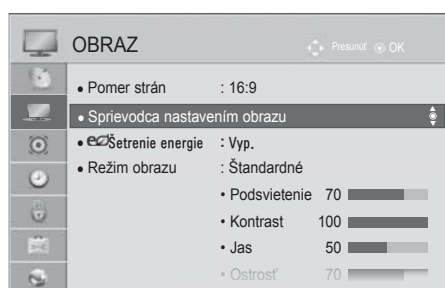 OBRAZ
Presunúť OK
• Pomer strán : 16:9
• Sprievodca nastavením obrazu
• eco Šetrenie energie : Vyp.
• Režim obrazu : Štandardné
• Podsvietenie 70
• Kontrast 100
• Jas 50
• Ostrosť 70